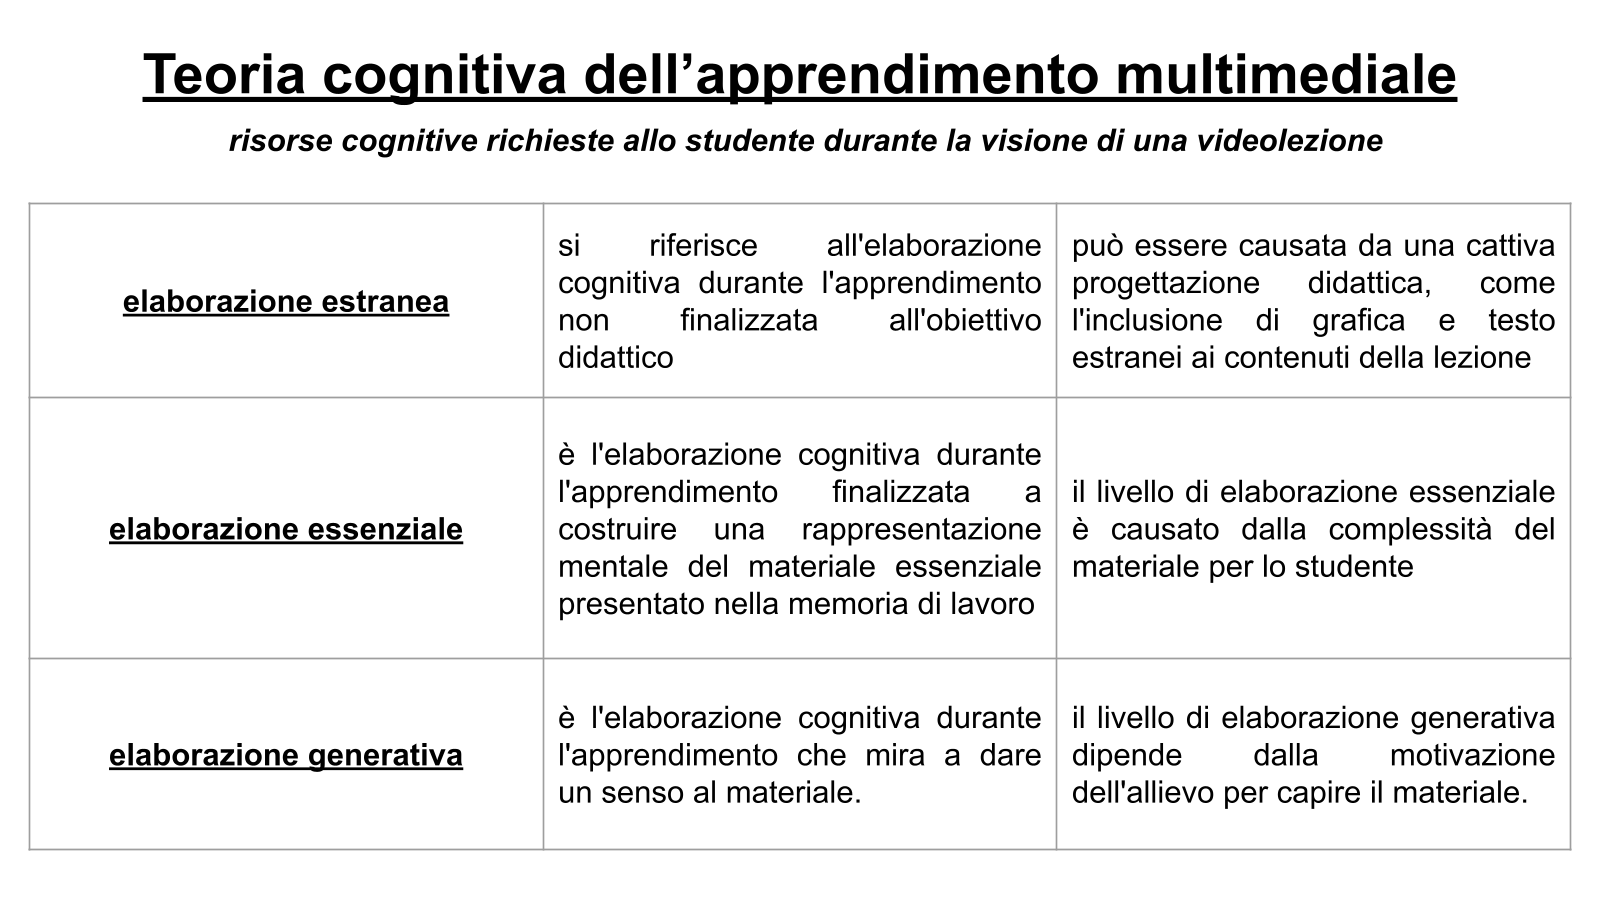 Teoria cognitiva dell’apprendimento multimediale
risorse cognitive richieste allo studente durante la visione di una videolezione
elaborazione estranea
si riferisce all'elaborazione
cognitiva durante l'apprendimento
non finalizzata all'obiettivo
didattico
può essere causata da una cattiva
progettazione didattica, come
l'inclusione di grafica e testo
estranei ai contenuti della lezione
elaborazione essenziale
è l'elaborazione cognitiva durante
l'apprendimento finalizzata a
costruire una rappresentazione
mentale del materiale essenziale
presentato nella memoria di lavoro
il livello di elaborazione essenziale
è causato dalla complessità del
materiale per lo studente
elaborazione generativa
è l'elaborazione cognitiva durante
l'apprendimento che mira a dare
un senso al materiale.
il livello di elaborazione generativa
dipende dalla motivazione
dell'allievo per capire il materiale.